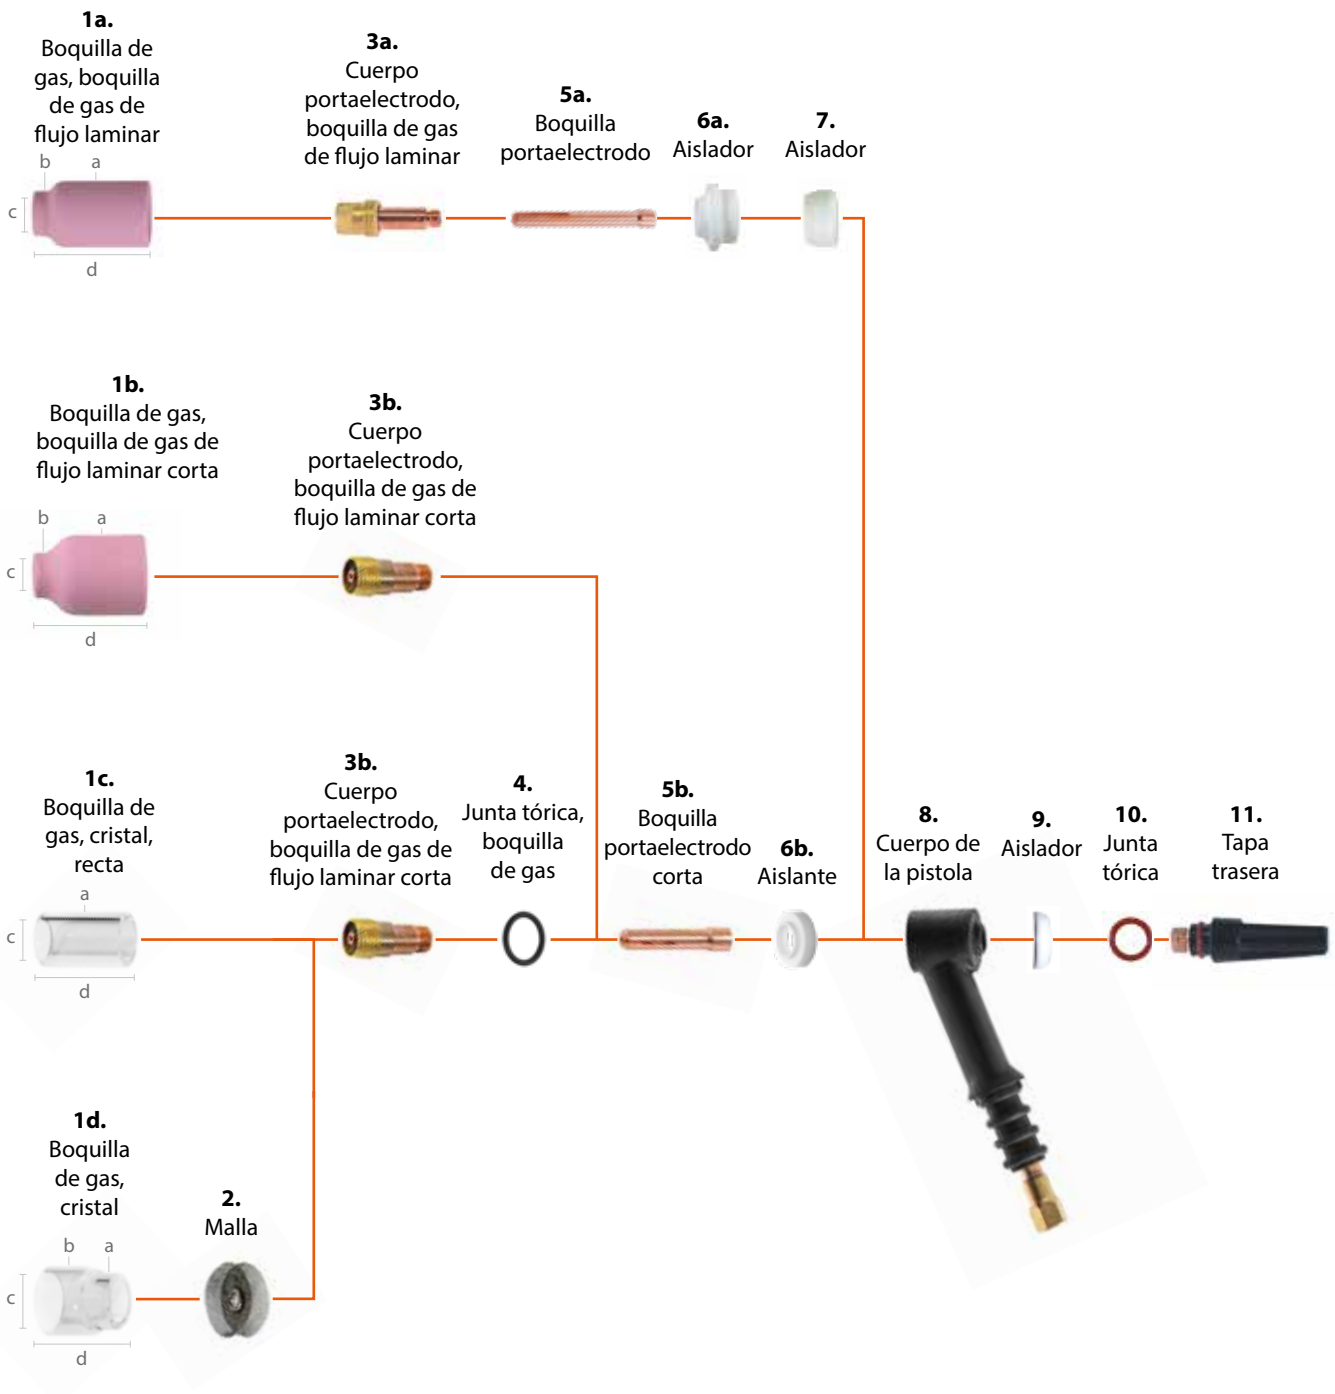 1a.
Boquilla de
gas, boquilla
de gas de
flujo laminar
b a
c
d
3a.
Cuerpo
portaelectrodo,
boquilla de gas
de flujo laminar
5a.
Boquilla
portaelectrodo
6a.
Aislador
7.
Aislador
1b.
Boquilla de gas,
boquilla de gas de
flujo laminar corta
b a
c
d
3b.
Cuerpo
portaelectrodo,
boquilla de gas de
flujo laminar corta
1c.
Boquilla de
gas, cristal,
recta
a
c
d
3b.
Cuerpo
portaelectrodo,
boquilla de gas de
flujo laminar corta
4.
Junta tórica,
boquilla
de gas
5b.
Boquilla
portaelectrodo
corta
6b.
Aislante
8.
Cuerpo de
la pistola
9.
Aislador
10.
Junta
tórica
11.
Tapa
trasera
1d.
Boquilla
de gas,
cristal
b a
c
d
2.
Malla